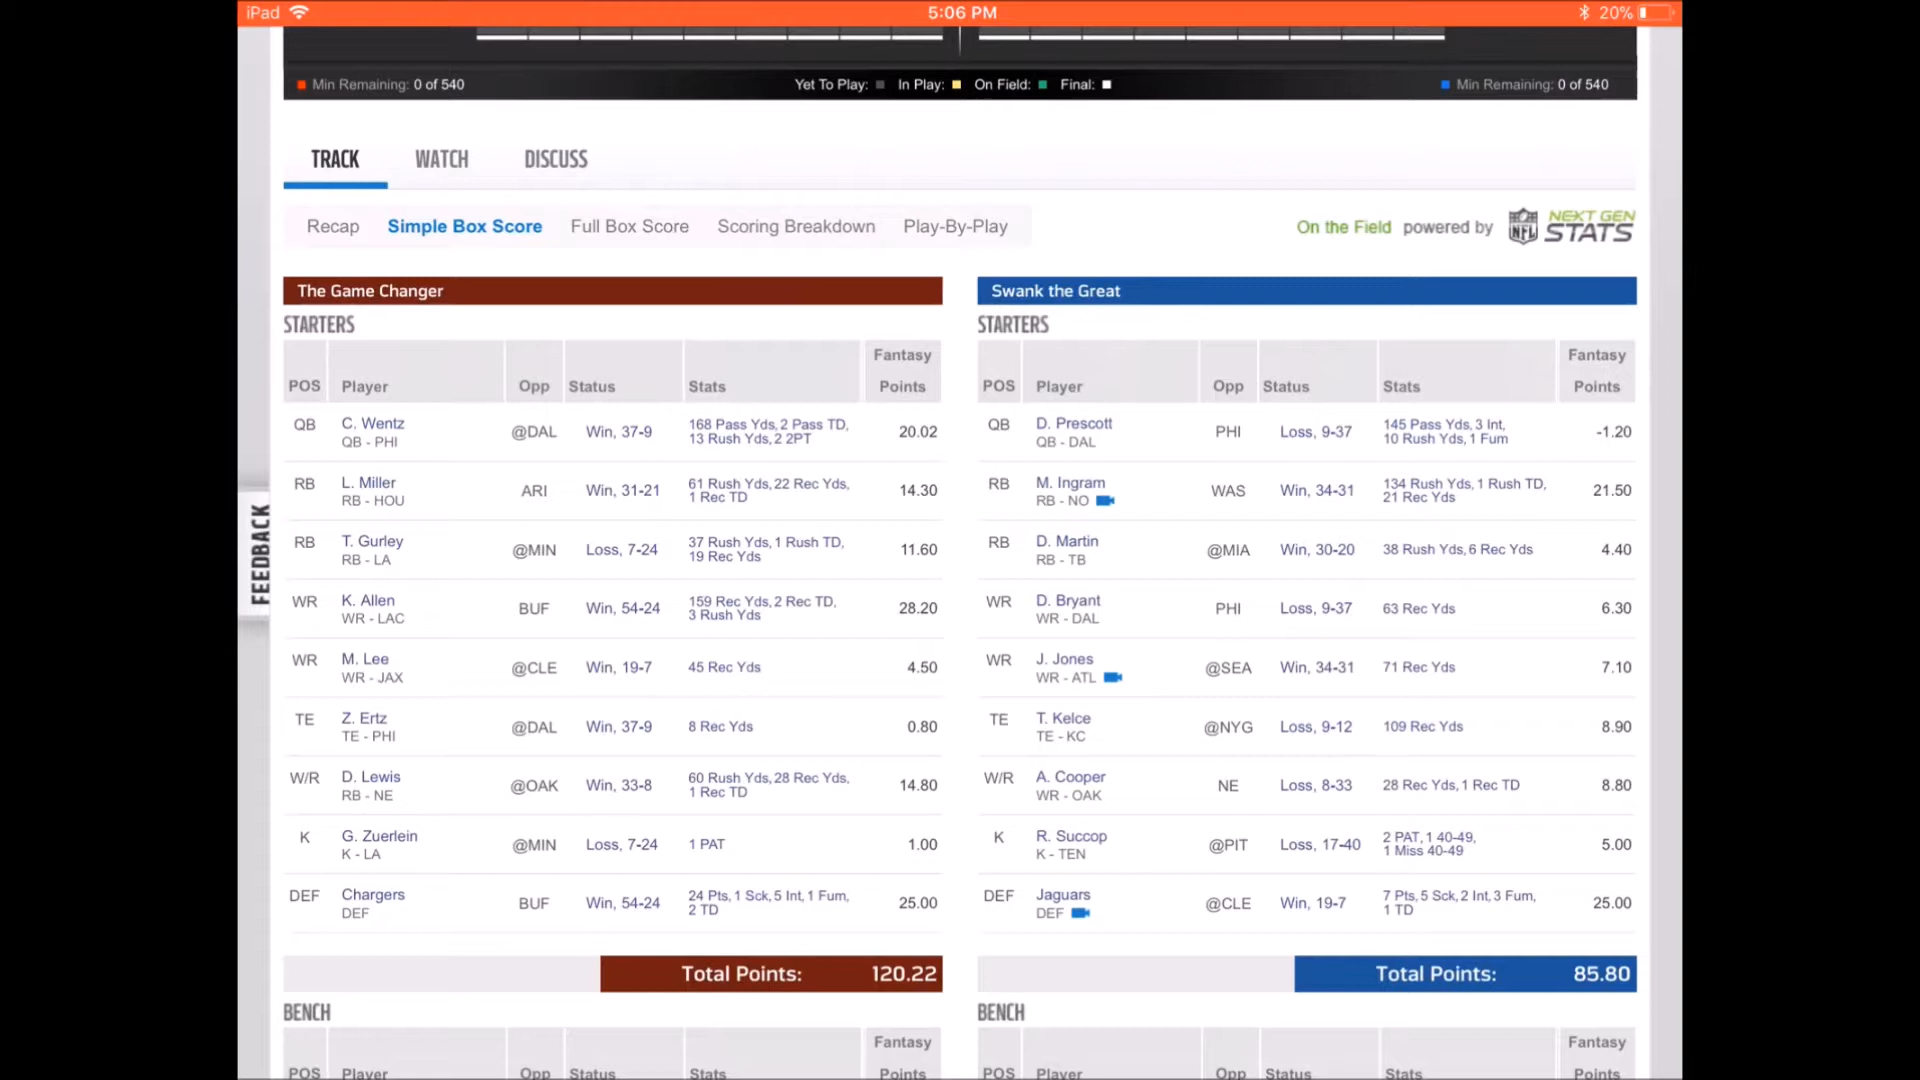 iPad 5:06 PM 20%
Min Remaining: 0 of 540 Yet To Play: In Play: On Field: Final: Min Remaining: 0 of 540
TRACK WATCH DISCUSS
Recap Simple Box Score Full Box Score Scoring Breakdown Play-By-Play On the Field powered by NFL NEXT GEN STATS
FEEDBACK
The Game Changer
STARTERS
POS Player Opp Status Stats Fantasy Points
QB C. Wentz @DAL Win, 37-9 168 Pass Yds, 2 Pass TD, 20.02
QB - PHI 13 Rush Yds, 2 2PT
RB L. Miller ARI Win, 31-21 61 Rush Yds, 22 Rec Yds, 14.30
RB - HOU 1 Rec TD
RB T. Gurley @MIN Loss, 7-24 37 Rush Yds, 1 Rush TD, 11.60
RB - LA 19 Rec Yds
WR K. Allen BUF Win, 54-24 159 Rec Yds, 2 Rec TD, 28.20
WR - LAC 3 Rush Yds
WR M. Lee @CLE Win, 19-7 45 Rec Yds 4.50
WR - JAX
TE Z. Ertz @DAL Win, 37-9 8 Rec Yds 0.80
TE - PHI
W/R D. Lewis @OAK Win, 33-8 60 Rush Yds, 28 Rec Yds, 14.80
RB - NE 1 Rec TD
K G. Zuerlein @MIN Loss, 7-24 1 PAT 1.00
K - LA
DEF Chargers BUF Win, 54-24 24 Pts, 1 Sck, 5 Int, 1 Fum, 25.00
DEF 2 TD
Total Points: 120.22
BENCH
POS Player Opp Status Stats Fantasy Points
Swank the Great
STARTERS
POS Player Opp Status Stats Fantasy Points
QB D. Prescott PHI Loss, 9-37 145 Pass Yds, 3 Int, -1.20
QB - DAL 10 Rush Yds, 1 Fum
RB M. Ingram WAS Win, 34-31 134 Rush Yds, 1 Rush TD, 21.50
RB - NO 21 Rec Yds
RB D. Martin @MIA Win, 30-20 38 Rush Yds, 6 Rec Yds 4.40
RB - TB
WR D. Bryant PHI Loss, 9-37 63 Rec Yds 6.30
WR - DAL
WR J. Jones @SEA Win, 34-31 71 Rec Yds 7.10
WR - ATL
TE T. Kelce @NYG Loss, 9-12 109 Rec Yds 8.90
TE - KC
W/R A. Cooper NE Loss, 8-33 28 Rec Yds, 1 Rec TD 8.80
WR - OAK
K R. Succop @PIT Loss, 17-40 2 PAT, 1 40-49, 5.00
K - TEN 1 Miss 40-49
DEF Jaguars @CLE Win, 19-7 7 Pts, 5 Sck, 2 Int, 3 Fum, 25.00
DEF 1 TD
Total Points: 85.80
BENCH
POS Player Opp Status Stats Fantasy Points